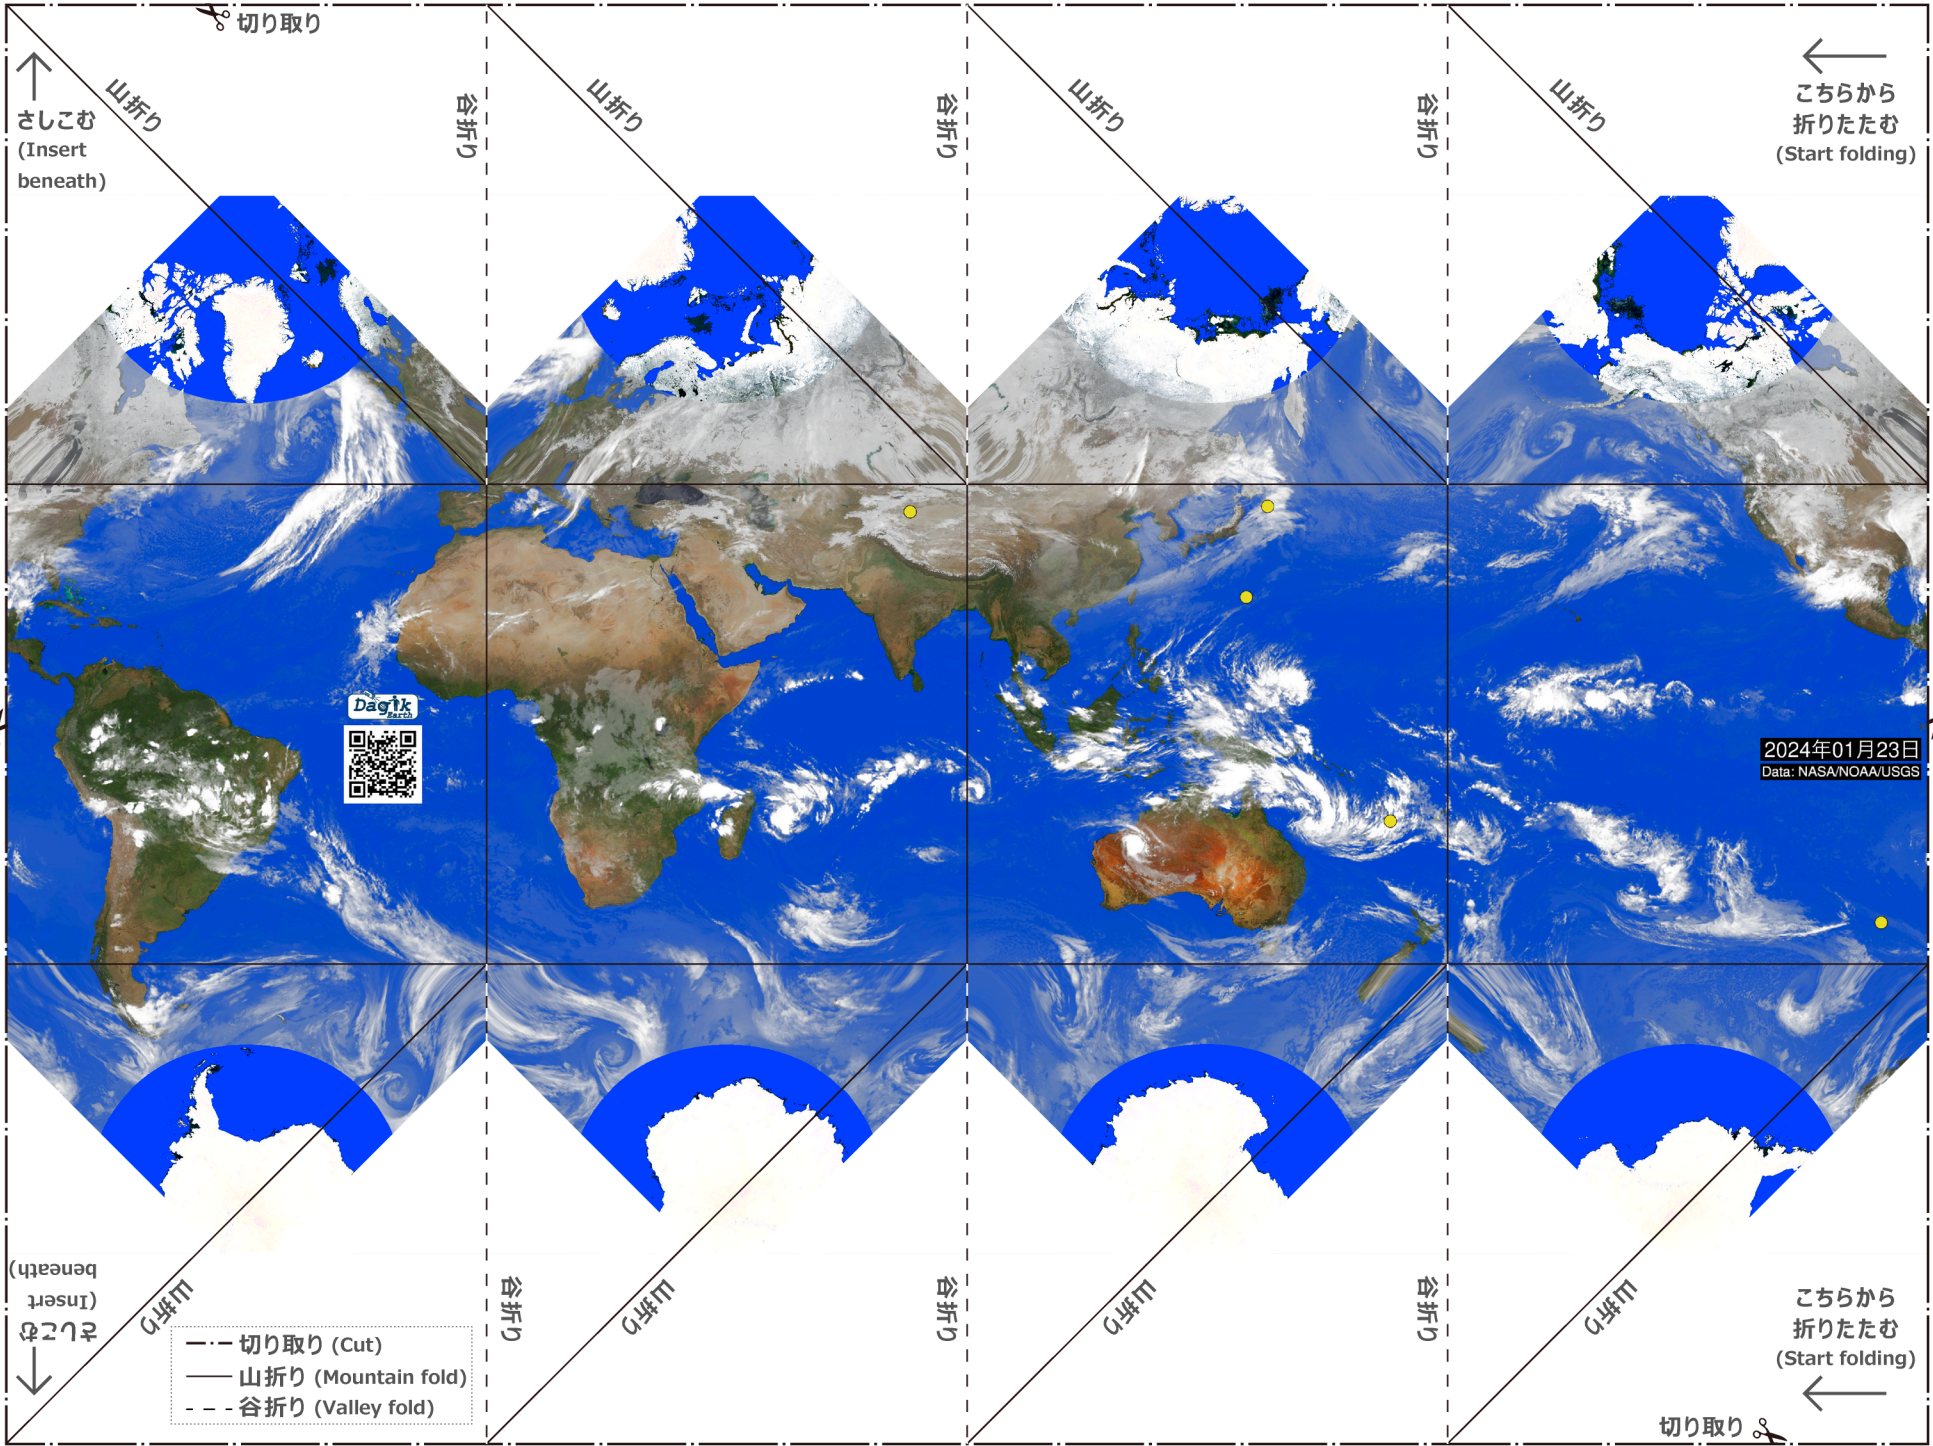 切り取り
さしこむ
(Insert
beneath)
山折り
谷折り
山折り
谷折り
山折り
谷折り
山折り
こちらから
折りたたむ
(Start folding)
Dagik
Earth
2024年01月23日
Data: NASA/NOAA/USGS
さしこむ
(Insert
beneath)
山折り
谷折り
山折り
谷折り
山折り
谷折り
山折り
こちらから
折りたたむ
(Start folding)
切り取り (Cut)
山折り (Mountain fold)
谷折り (Valley fold)
切り取り